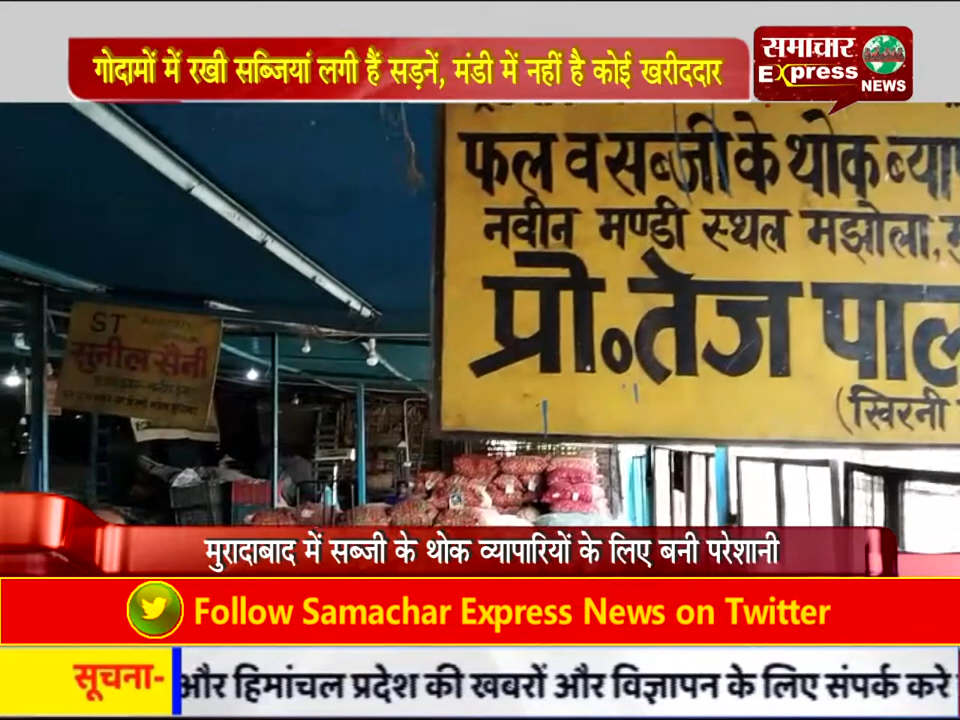 गोदामों में रखी सब्जियां लगी हैं सड़नें, मंडी में नहीं है कोई खरीददार
समाचार
Express
NEWS
फल व सब्जी के थोक
नवीन मण्डी स्थल मझोला,
प्रो॰ तेज पाल
(खिरनी
ST
सुनील सैनी
मुरादाबाद में सब्जी के थोक व्यापारियों के लिए बनी परेशानी
Follow Samachar Express News on Twitter
सूचना-
और हिमांचल प्रदेश की खबरों और विज्ञापन के लिए संपर्क करे